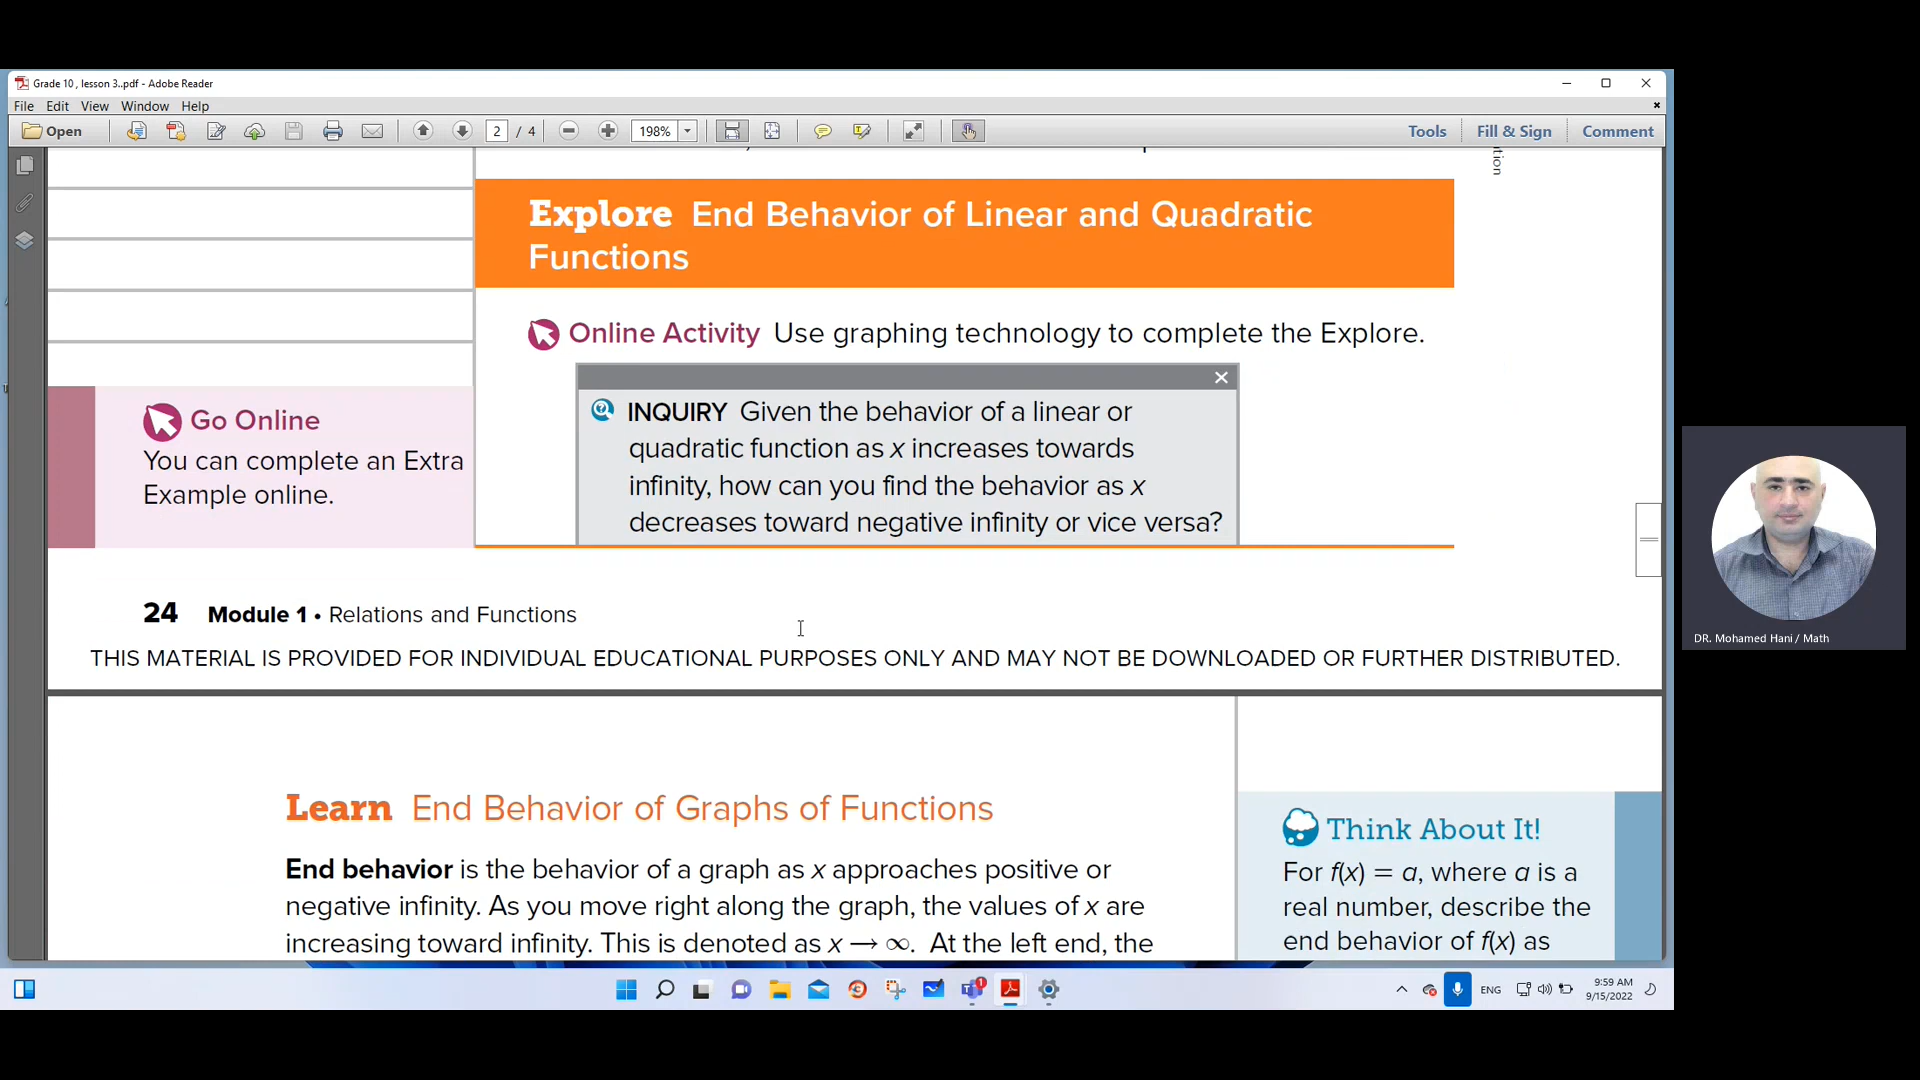 Grade 10 , lesson 3..pdf - Adobe Reader
File Edit View Window Help
Open 2 / 4 198% Tools Fill & Sign Comment
Explore End Behavior of Linear and Quadratic
Functions
Online Activity Use graphing technology to complete the Explore.
INQUIRY Given the behavior of a linear or
quadratic function as x increases towards
infinity, how can you find the behavior as x
decreases toward negative infinity or vice versa?
Go Online
You can complete an Extra
Example online.
24 Module 1 • Relations and Functions
THIS MATERIAL IS PROVIDED FOR INDIVIDUAL EDUCATIONAL PURPOSES ONLY AND MAY NOT BE DOWNLOADED OR FURTHER DISTRIBUTED.
Learn End Behavior of Graphs of Functions
End behavior is the behavior of a graph as x approaches positive or
negative infinity. As you move right along the graph, the values of x are
increasing toward infinity. This is denoted as x → ∞. At the left end, the
Think About It!
For f(x) = a, where a is a
real number, describe the
end behavior of f(x) as
DR. Mohamed Hani / Math
ENG
9:59 AM
9/15/2022